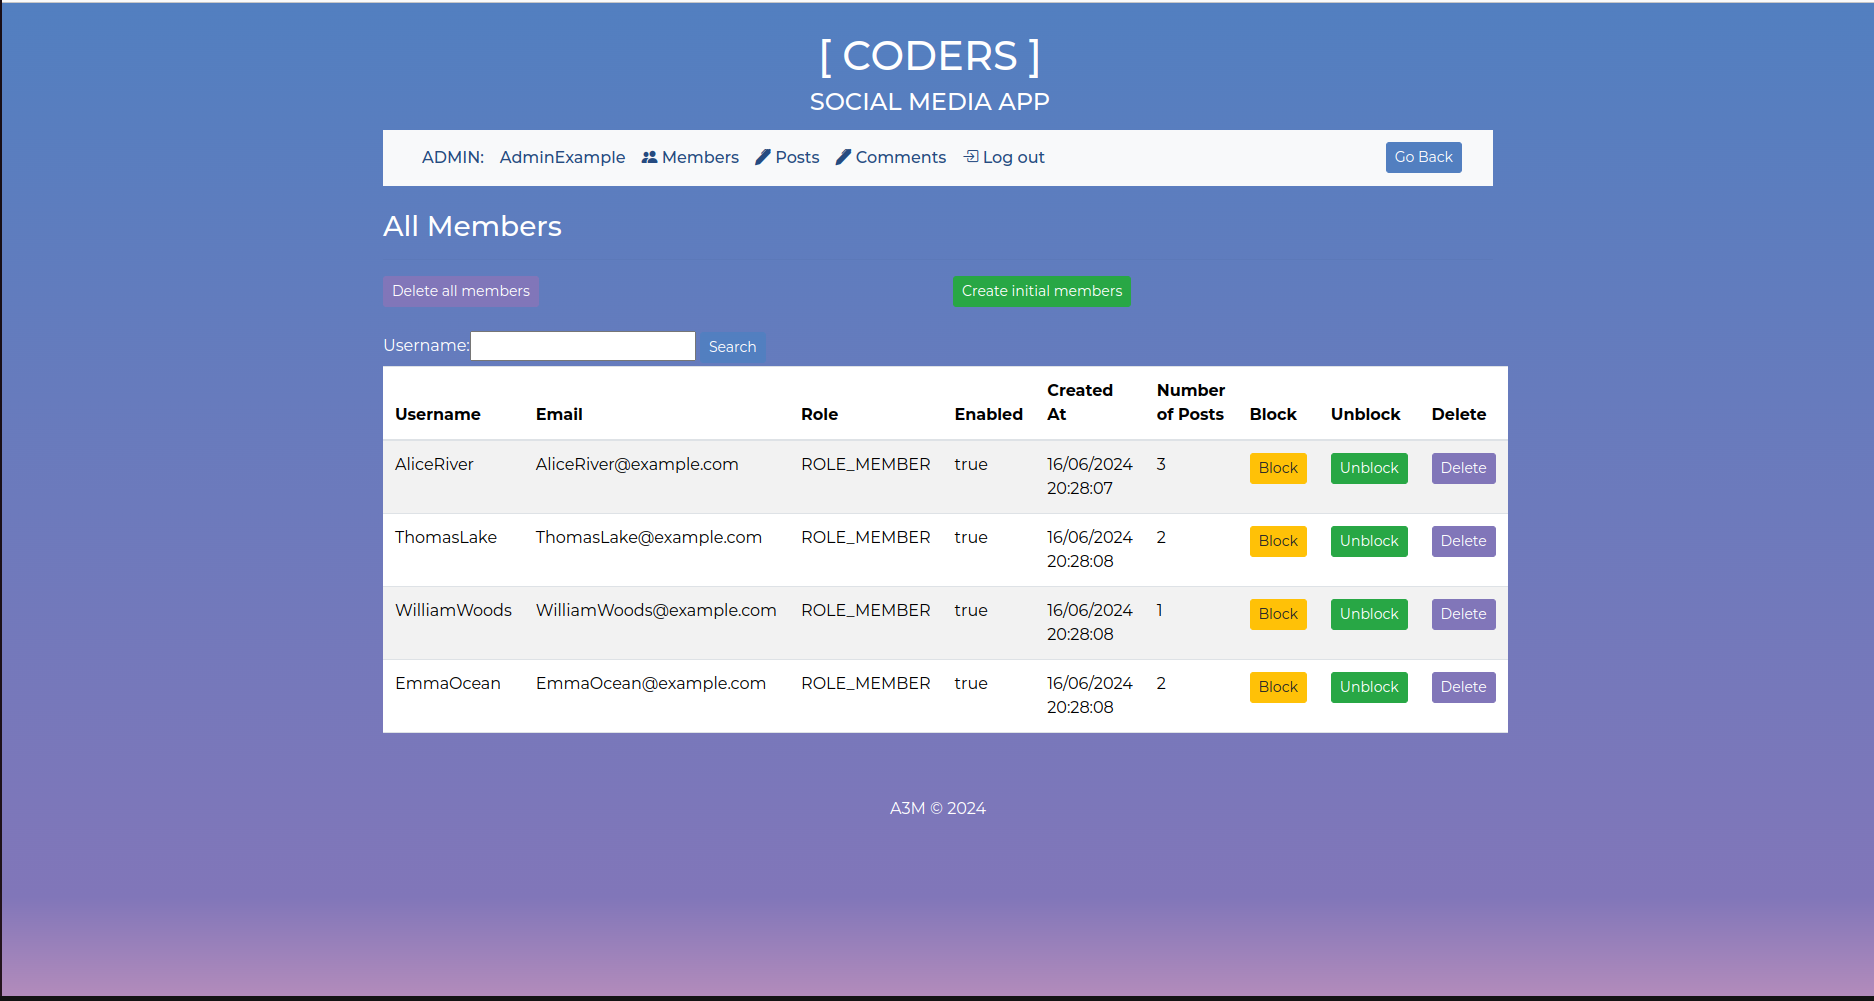 [ CODERS ]
SOCIAL MEDIA APP
ADMIN: AdminExample Members Posts Comments Log out Go Back
All Members
Delete all members Create initial members
Username: Search
Username Email Role Enabled Created At Number of Posts Block Unblock Delete
AliceRiver AliceRiver@example.com ROLE_MEMBER true 16/06/2024 20:28:07 3 Block Unblock Delete
ThomasLake ThomasLake@example.com ROLE_MEMBER true 16/06/2024 20:28:08 2 Block Unblock Delete
WilliamWoods WilliamWoods@example.com ROLE_MEMBER true 16/06/2024 20:28:08 1 Block Unblock Delete
EmmaOcean EmmaOcean@example.com ROLE_MEMBER true 16/06/2024 20:28:08 2 Block Unblock Delete
A3M © 2024